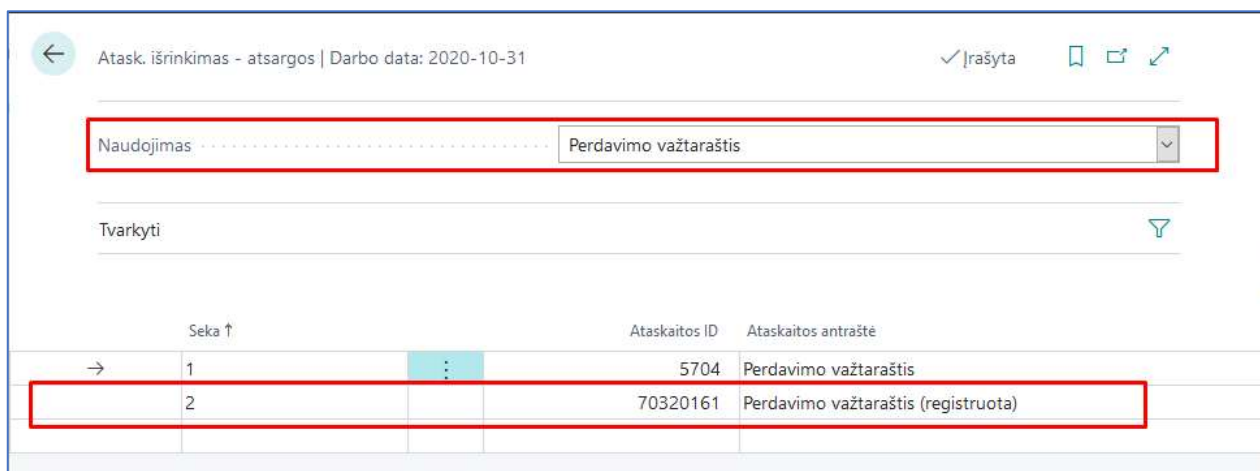 Atask. išrinkimas - atsargos | Darbo data: 2020-10-31 ✓Įrašyta
Naudojimas Perdavimo važtaraštis
Tvarkyti
Seka ↑ Ataskaitos ID Ataskaitos antraštė
→ 1 5704 Perdavimo važtaraštis
2 70320161 Perdavimo važtaraštis (registruota)